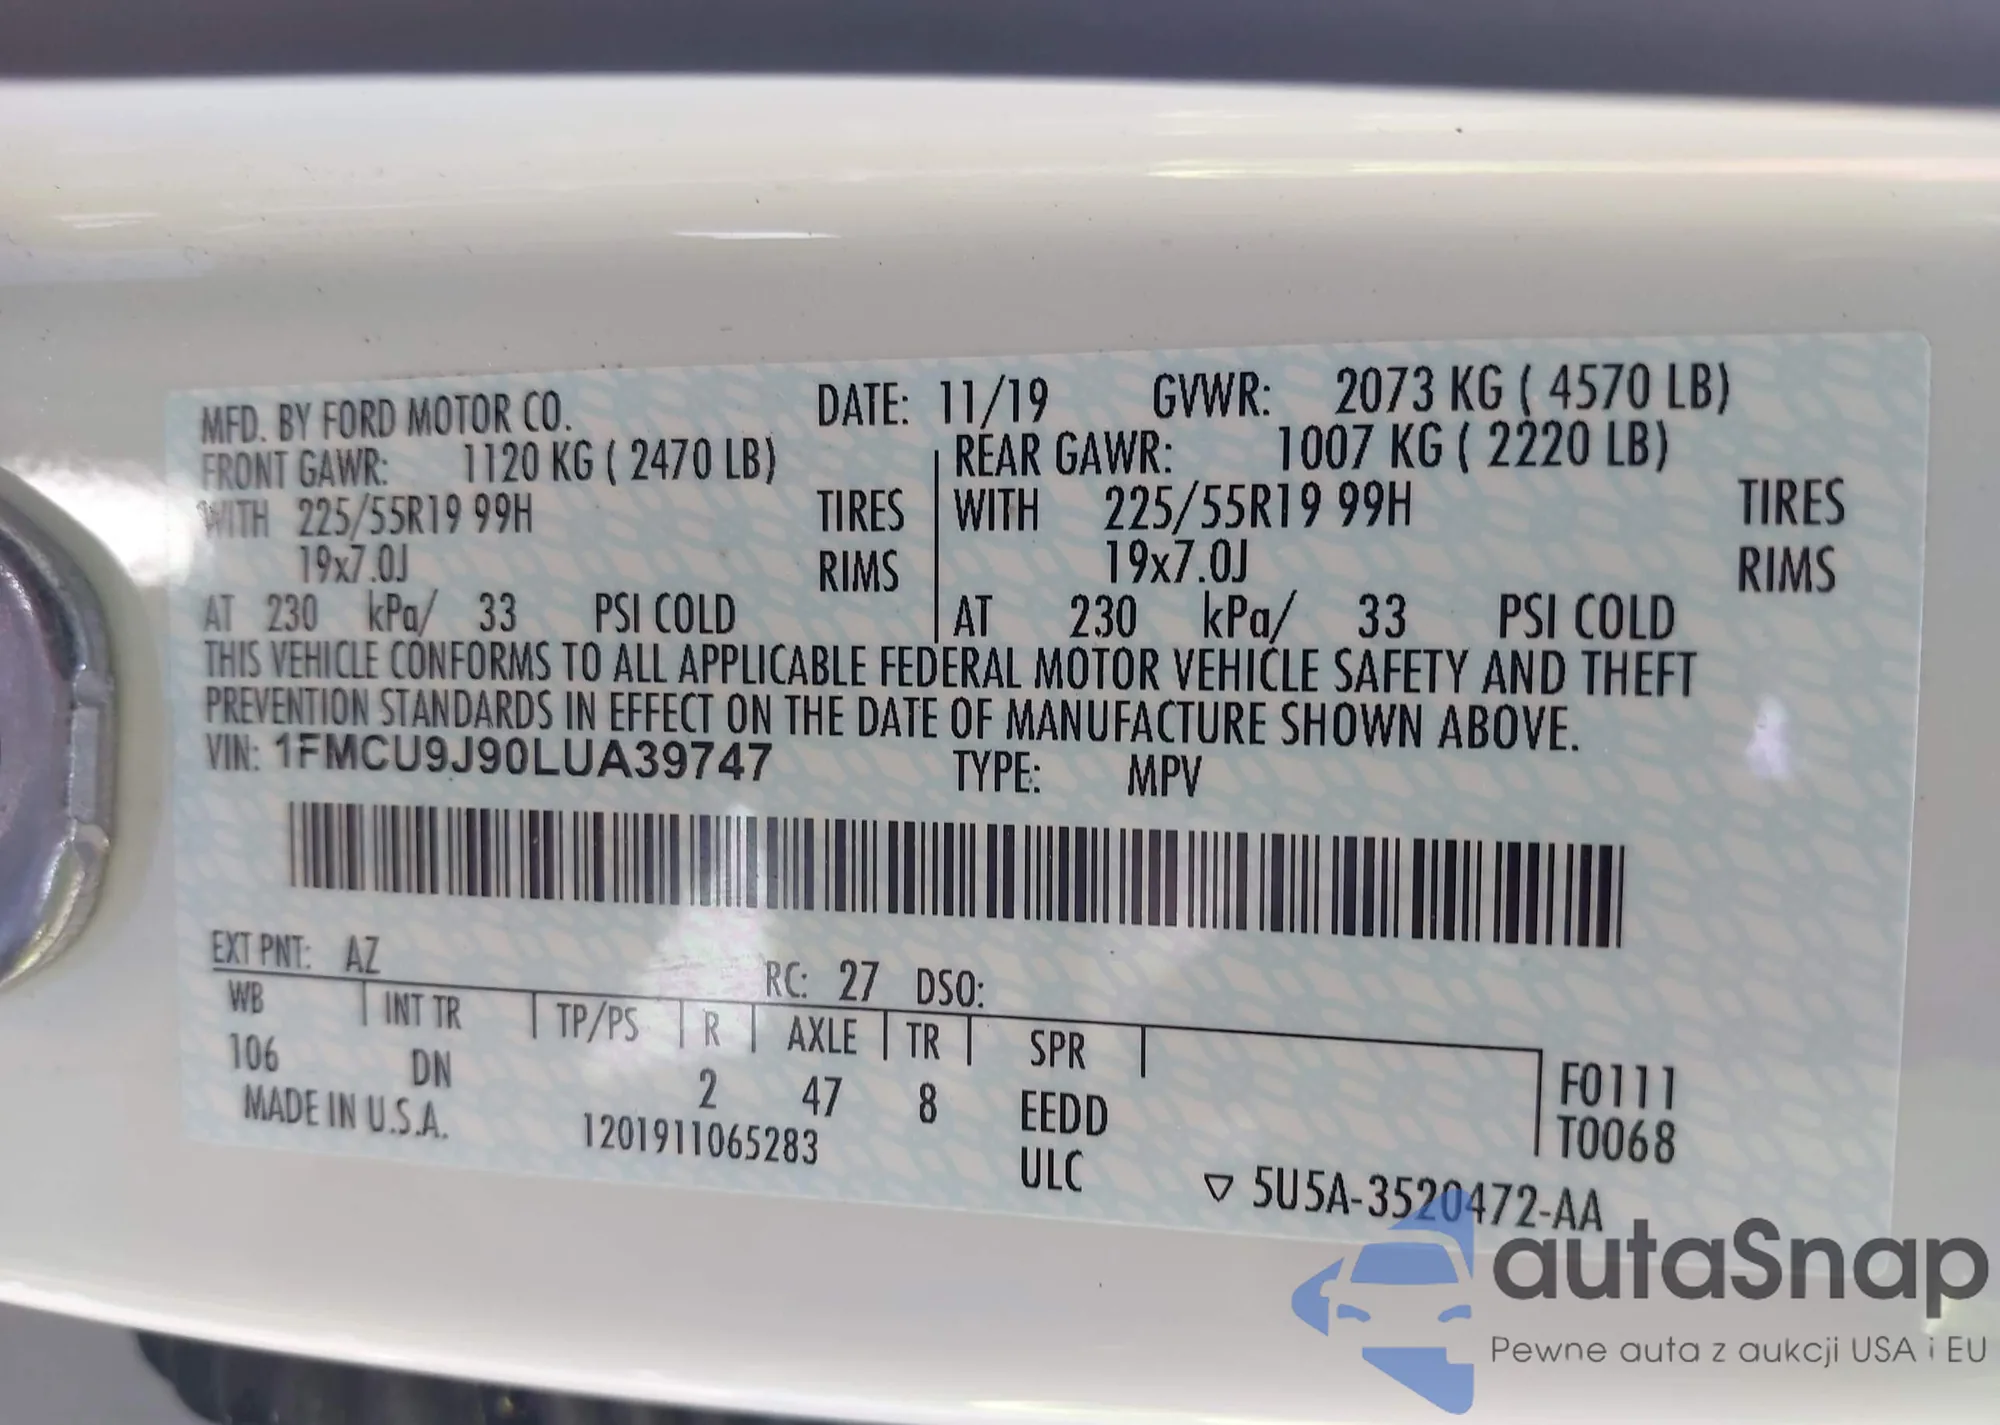 MFD. BY FORD MOTOR CO. DATE: 11/19 GVWR: 2073 KG ( 4570 LB)
FRONT GAWR: 1120 KG ( 2470 LB) REAR GAWR: 1007 KG ( 2220 LB)
WITH 225/55R19 99H TIRES WITH 225/55R19 99H TIRES
19x7.0J RIMS 19x7.0J RIMS
AT 230 kPa/ 33 PSI COLD AT 230 kPa/ 33 PSI COLD
THIS VEHICLE CONFORMS TO ALL APPLICABLE FEDERAL MOTOR VEHICLE SAFETY AND THEFT
PREVENTION STANDARDS IN EFFECT ON THE DATE OF MANUFACTURE SHOWN ABOVE.
VIN: 1FMCU9J90LUA39747 TYPE: MPV
EXT PNT: AZ RC: 27 DSO:
WB INT TR TP/PS R AXLE TR SPR
106 DN 2 47 8 EEDD F0111
T0068
MADE IN U.S.A. 1201911065283 ULC
▽ 5U5A-3520472-AA
autaSnap
Pewne auta z aukcji USA i EU